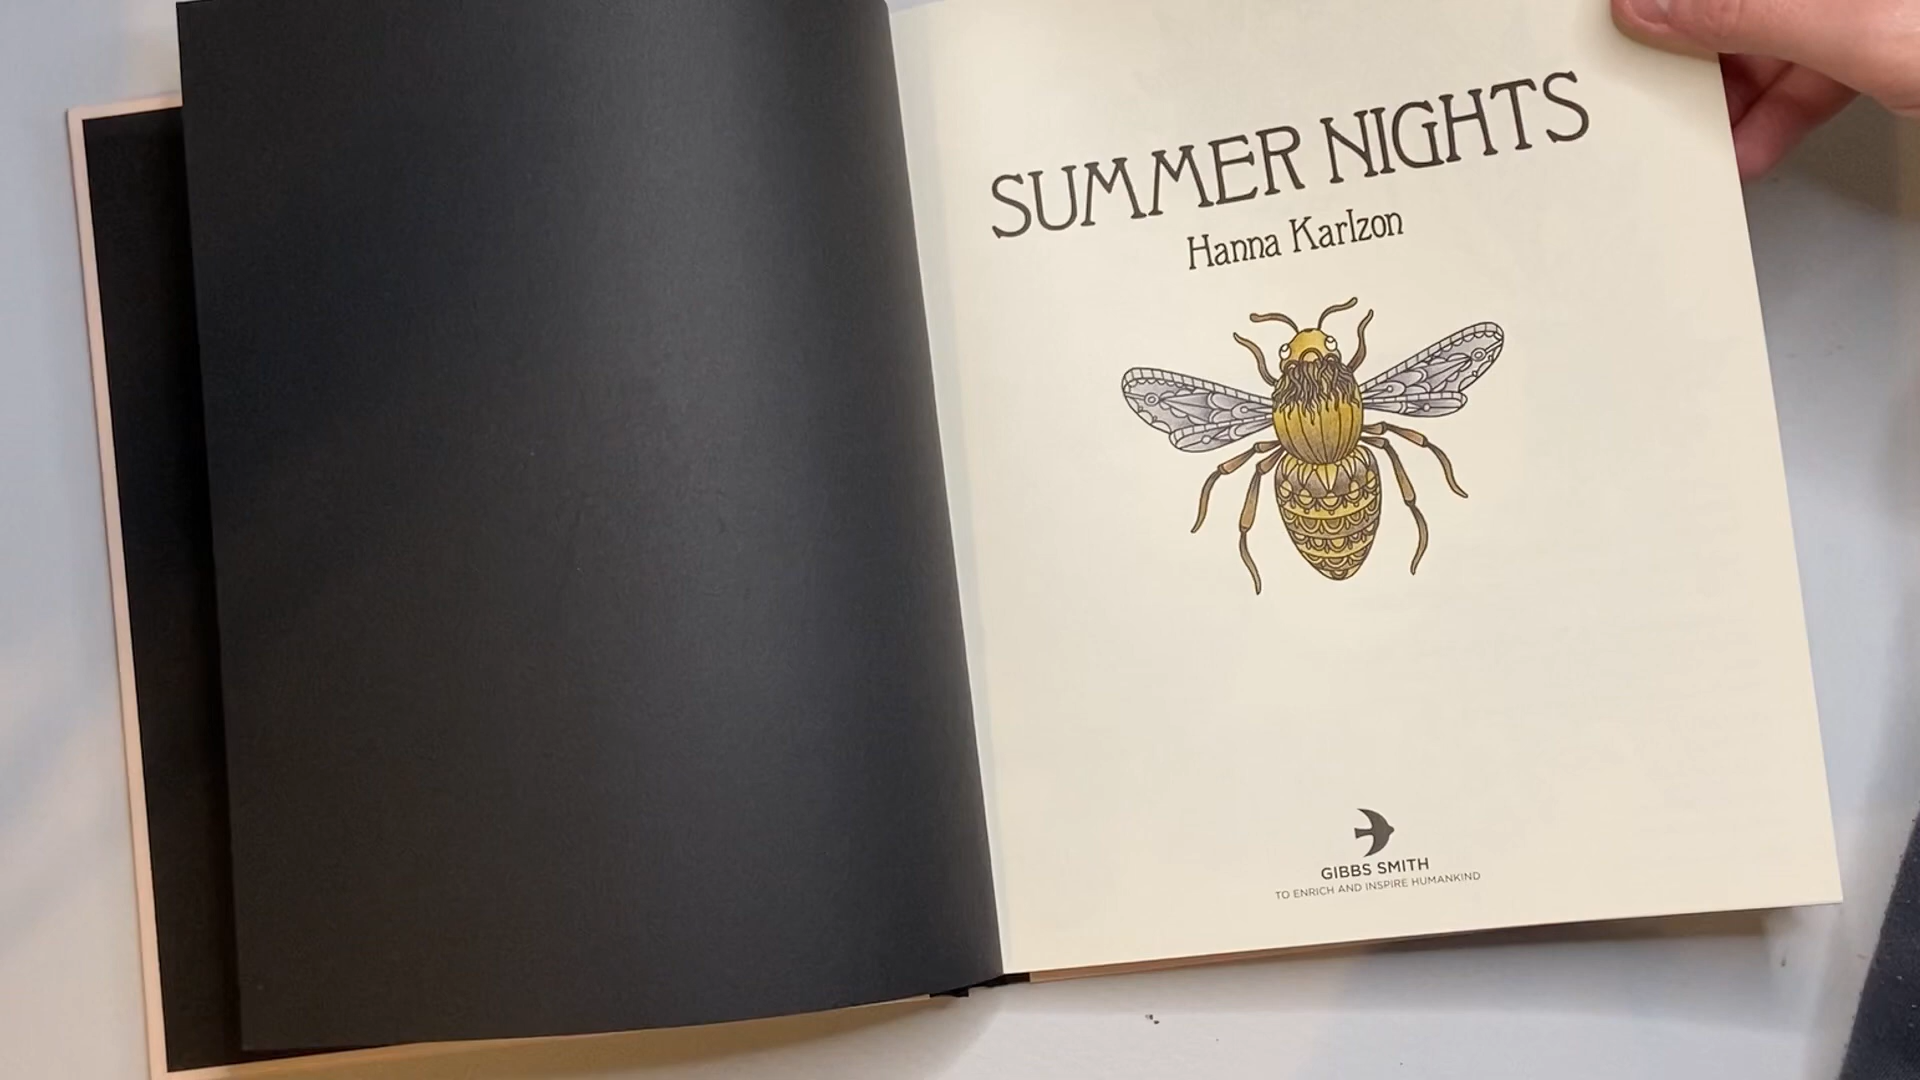 SUMMER NIGHTS
Hanna Karlzon
GIBBS SMITH
TO ENRICH AND INSPIRE HUMANKIND